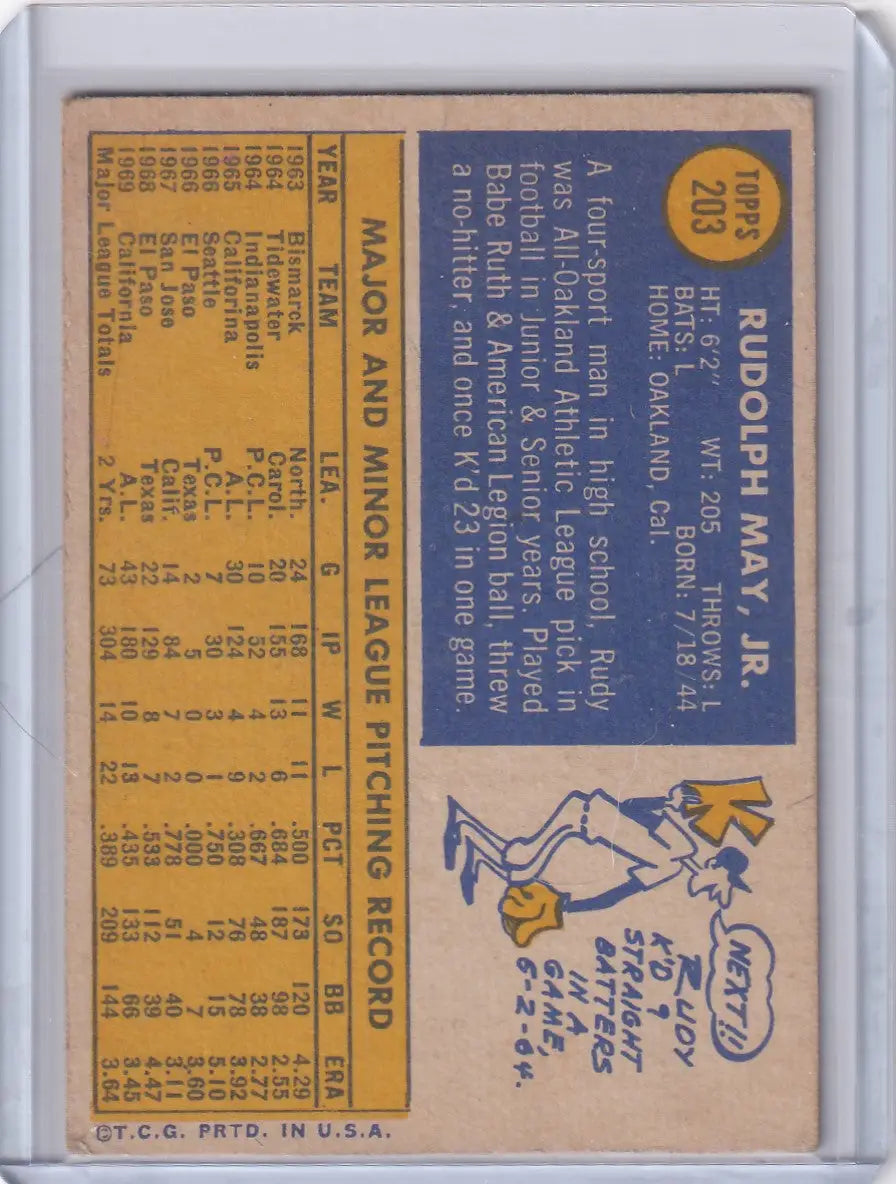 TOPPS
203
RUDOLPH MAY, JR.
HT: 6'2" WT: 205 THROWS: L
BATS: L BORN: 7/18/44
HOME: OAKLAND, Cal.
A four-sport man in high school, Rudy
was All-Oakland Athletic League pick in
football in Junior & Senior years. Played
Babe Ruth & American Legion ball, threw
a no-hitter, and once K'd 23 in one game.
NEXT!!
RUDY
K'D 9
STRAIGHT
BATTERS
IN A
GAME,
6-2-64.
K
MAJOR AND MINOR LEAGUE PITCHING RECORD
YEAR TEAM LEA. G IP W L PCT SO BB ERA
1963 Bismarck North. 24 168 11 11 .500 173 120 4.29
1964 Tidewater Carol. 20 155 13 6 .684 187 98 2.55
1964 Indianapolis P.C.L. 10 52 4 2 .667 48 38 2.77
1965 California A.L. 30 124 4 9 .308 76 78 3.92
1966 Seattle P.C.L. 7 30 3 1 .750 12 15 5.10
1966 El Paso Texas 2 5 0 0 .000 4 7 3.60
1967 San Jose Calif. 14 84 7 2 .778 51 40 3.11
1968 El Paso Texas 22 129 8 7 .533 112 39 4.47
1969 California A.L. 43 180 10 13 .435 133 66 3.45
Major League Totals 2 Yrs. 73 304 14 22 .389 209 144 3.64
©T.C.G. PRTD. IN U.S.A.